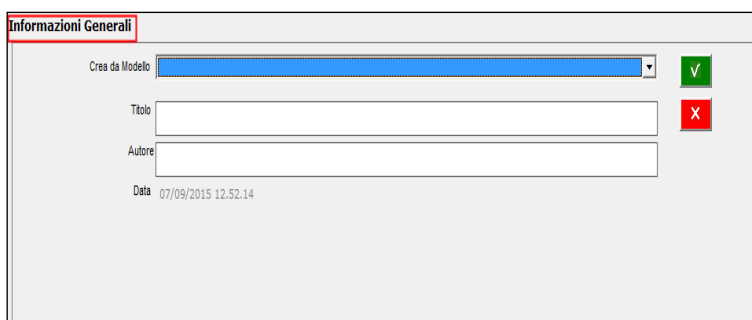 Informazioni Generali
Crea da Modello
√
Titolo
X
Autore
Data 07/09/2015 12.52.14